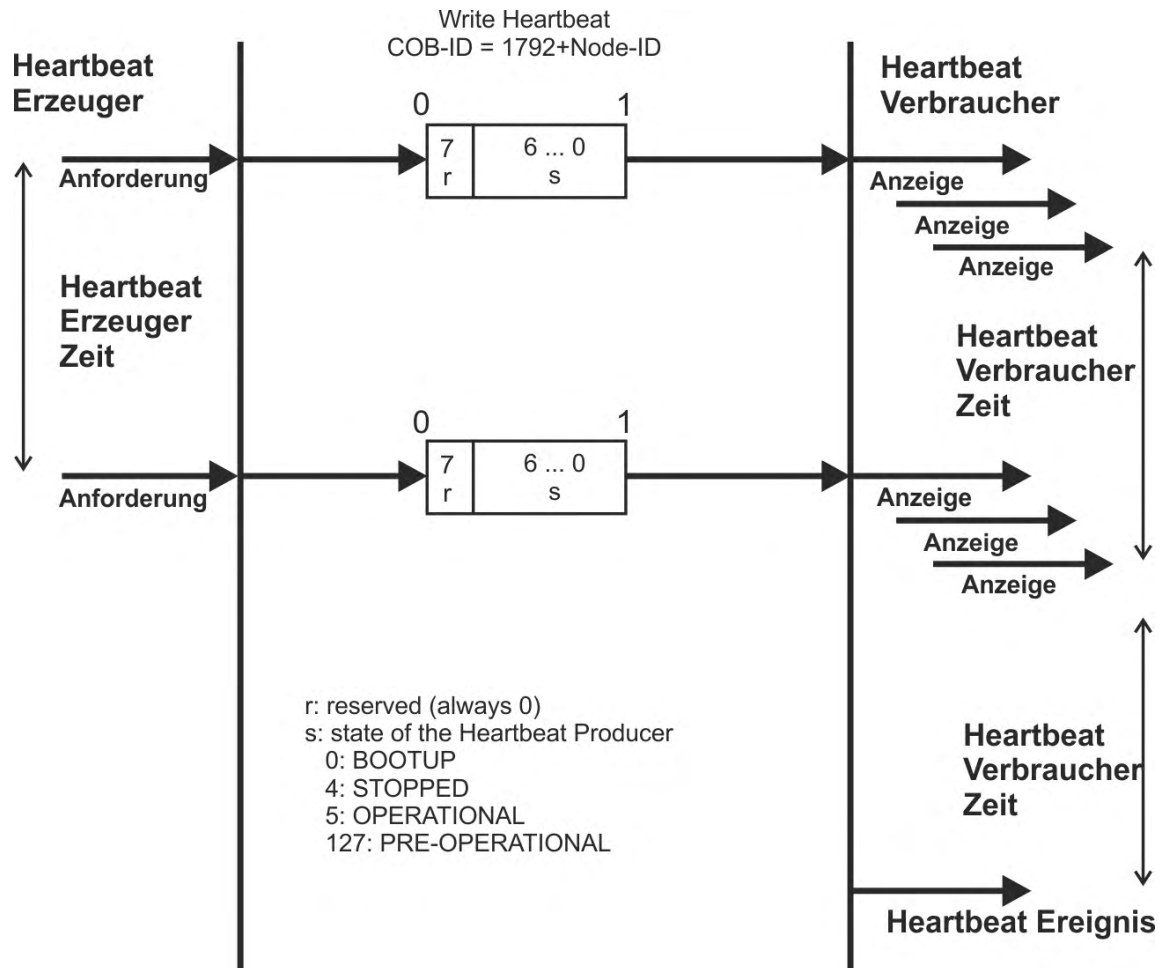 Write Heartbeat
COB-ID = 1792+Node-ID
Heartbeat
Erzeuger
Heartbeat
Verbraucher
0 1
7 6 ... 0
r s
Anforderung
Anzeige
Anzeige
Anzeige
Heartbeat
Erzeuger
Zeit
Heartbeat
Verbraucher
Zeit
0 1
7 6 ... 0
r s
Anforderung
Anzeige
Anzeige
Anzeige
r: reserved (always 0)
s: state of the Heartbeat Producer
0: BOOTUP
4: STOPPED
5: OPERATIONAL
127: PRE-OPERATIONAL
Heartbeat
Verbraucher
Zeit
Heartbeat Ereignis